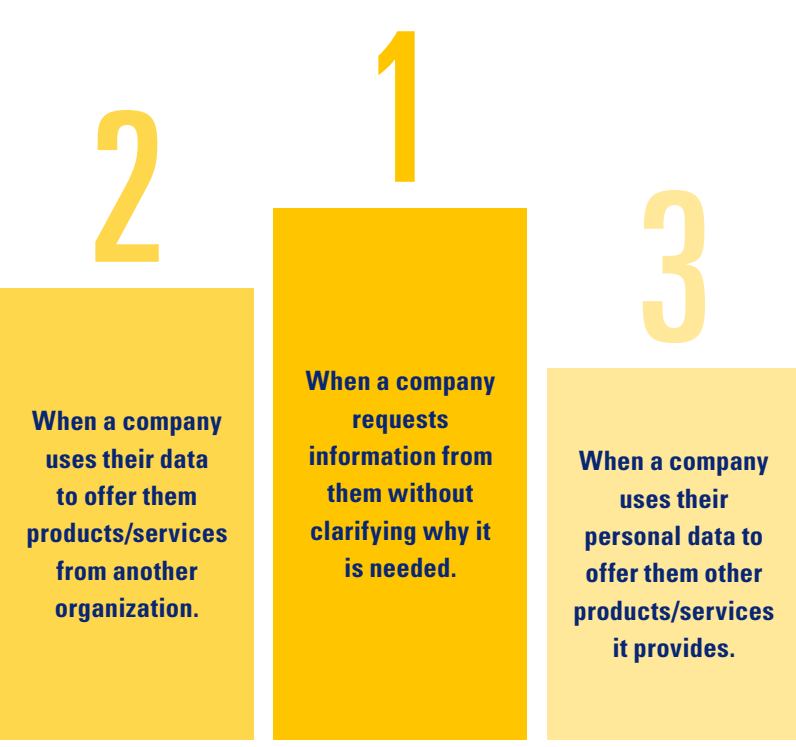 2
When a company
uses their data
to offer them
products/services
from another
organization.
1
When a company
requests
information from
them without
clarifying why it
is needed.
3
When a company
uses their
personal data to
offer them other
products/services
it provides.